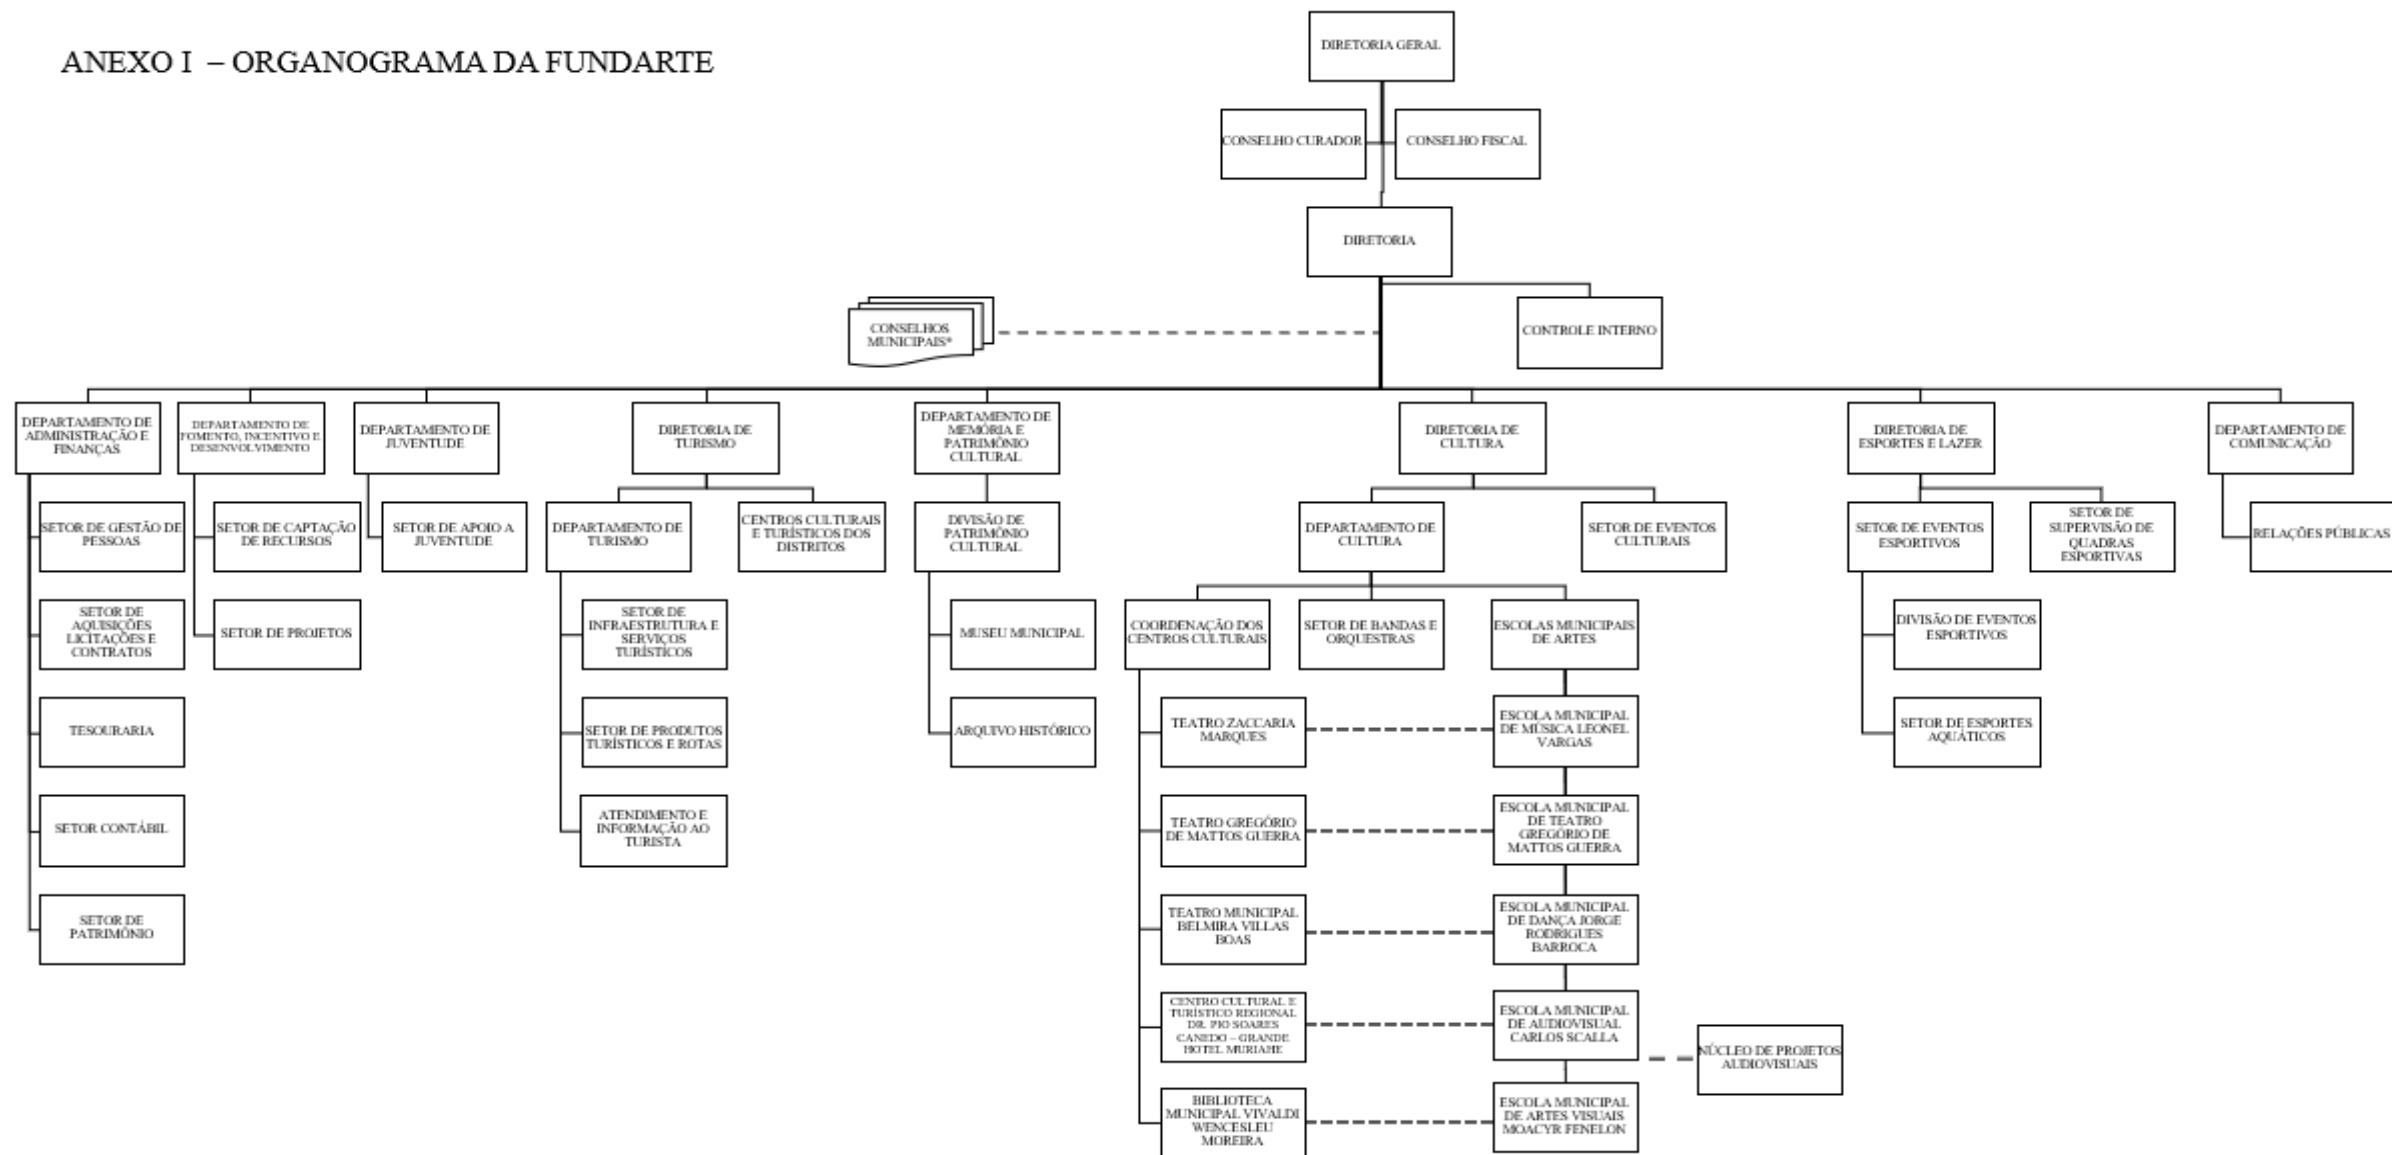 ANEXO I – ORGANOGRAMA DA FUNDARTE
DIRETORIA GERAL
CONSELHO CURADOR
CONSELHO FISCAL
DIRETORIA
CONSELHOS
MUNICIPAIS*
CONTROLE INTERNO
DEPARTAMENTO DE
ADMINISTRAÇÃO E
FINANÇAS
DEPARTAMENTO DE
FOMENTO, INCENTIVO E
DESENVOLVIMENTO
DEPARTAMENTO DE
JUVENTUDE
DIRETORIA DE
TURISMO
DEPARTAMENTO DE
MEMÓRIA E
PATRIMÔNIO
CULTURAL
DIRETORIA DE
CULTURA
DIRETORIA DE
ESPORTES E LAZER
DEPARTAMENTO DE
COMUNICAÇÃO
SETOR DE GESTÃO DE
PESSOAS
SETOR DE CAPTAÇÃO
DE RECURSOS
SETOR DE APOIO A
JUVENTUDE
DEPARTAMENTO DE
TURISMO
CENTROS CULTURAIS
E TURÍSTICOS DOS
DISTRITOS
DIVISÃO DE
PATRIMÔNIO
CULTURAL
DEPARTAMENTO DE
CULTURA
SETOR DE EVENTOS
CULTURAIS
SETOR DE EVENTOS
ESPORTIVOS
SETOR DE
SUPERVISÃO DE
QUADRAS
ESPORTIVAS
RELAÇÕES PÚBLICAS
SETOR DE
AQUISIÇÕES
LICITAÇÕES E
CONTRATOS
SETOR DE PROJETOS
SETOR DE
INFRAESTRUTURA E
SERVIÇOS
TURÍSTICOS
MUSEU MUNICIPAL
COORDENAÇÃO DOS
CENTROS CULTURAIS
SETOR DE BANDAS E
ORQUESTRAS
ESCOLAS MUNICIPAIS
DE ARTES
DIVISÃO DE EVENTOS
ESPORTIVOS
TESOURARIA
SETOR DE PRODUTOS
TURÍSTICOS E ROTAS
ARQUIVO HISTÓRICO
TEATRO ZACCARIA
MARQUES
ESCOLA MUNICIPAL
DE MÚSICA LEONEL
VARGAS
SETOR DE ESPORTES
AQUÁTICOS
SETOR CONTÁBIL
ATENDIMENTO E
INFORMAÇÃO AO
TURISTA
TEATRO GREGÓRIO
DE MATTOS GUERRA
ESCOLA MUNICIPAL
DE TEATRO
GREGÓRIO DE
MATTOS GUERRA
SETOR DE
PATRIMÔNIO
TEATRO MUNICIPAL
BELMIRA VILLAS
BOAS
ESCOLA MUNICIPAL
DE DANÇA JORGE
RODRIGUES
BARROCA
CENTRO CULTURAL E
TURÍSTICO REGIONAL
DR. PIO SOARES
CANEDO – GRANDE
HOTEL MURIAHE
ESCOLA MUNICIPAL
DE AUDIOVISUAL
CARLOS SCALLA
NÚCLEO DE PROJETOS
AUDIOVISUAIS
BIBLIOTECA
MUNICIPAL VIVALDI
WENCESLEU
MOREIRA
ESCOLA MUNICIPAL
DE ARTES VISUAIS
MOACYR FENELON